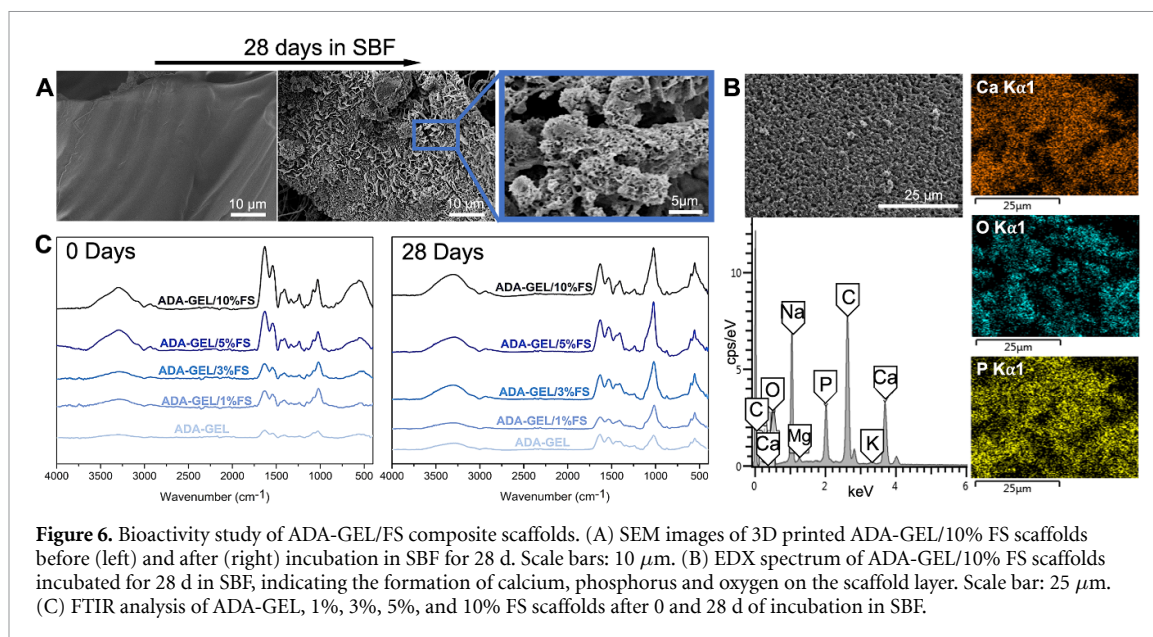 28 days in SBF
A
10 µm
10 µm
5µm
B
25 µm
Ca Kα1
25µm
O Kα1
25µm
P Kα1
25µm
C
0 Days
ADA-GEL/10%FS
ADA-GEL/5%FS
ADA-GEL/3%FS
ADA-GEL/1%FS
ADA-GEL
4000 3500 3000 2500 2000 1500 1000 500
Wavenumber (cm⁻¹)
28 Days
ADA-GEL/10%FS
ADA-GEL/5%FS
ADA-GEL/3%FS
ADA-GEL/1%FS
ADA-GEL
4000 3500 3000 2500 2000 1500 1000 500
Wavenumber (cm⁻¹)
cps/eV
10
5
0
Na
C
O
P
Ca
C
Ca
Mg
K
0 2 4 6
keV
Figure 6. Bioactivity study of ADA-GEL/FS composite scaffolds. (A) SEM images of 3D printed ADA-GEL/10% FS scaffolds
before (left) and after (right) incubation in SBF for 28 d. Scale bars: 10 µm. (B) EDX spectrum of ADA-GEL/10% FS scaffolds
incubated for 28 d in SBF, indicating the formation of calcium, phosphorus and oxygen on the scaffold layer. Scale bar: 25 µm.
(C) FTIR analysis of ADA-GEL, 1%, 3%, 5%, and 10% FS scaffolds after 0 and 28 d of incubation in SBF.